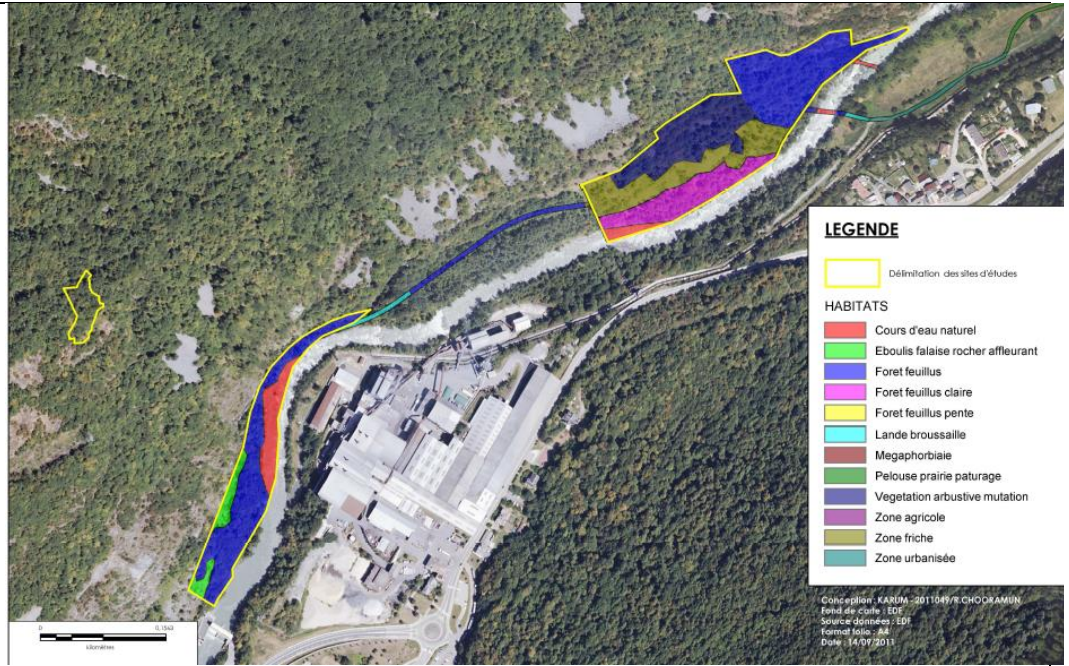 LEGENDE
Délimitation des sites d'études
HABITATS
Cours d'eau naturel
Eboulis falaise rocher affleurant
Foret feuillus
Foret feuillus claire
Foret feuillus pente
Lande broussaille
Megaphorbiaie
Pelouse prairie paturage
Vegetation arbustive mutation
Zone agricole
Zone friche
Zone urbanisée
Conception : KARUM - 2011049/R.CHOORAMUN
Fond de carte : EDF
Source données : EDF
Format folio : A4
Date : 14/09/2011
0 0,1563
kilomètres